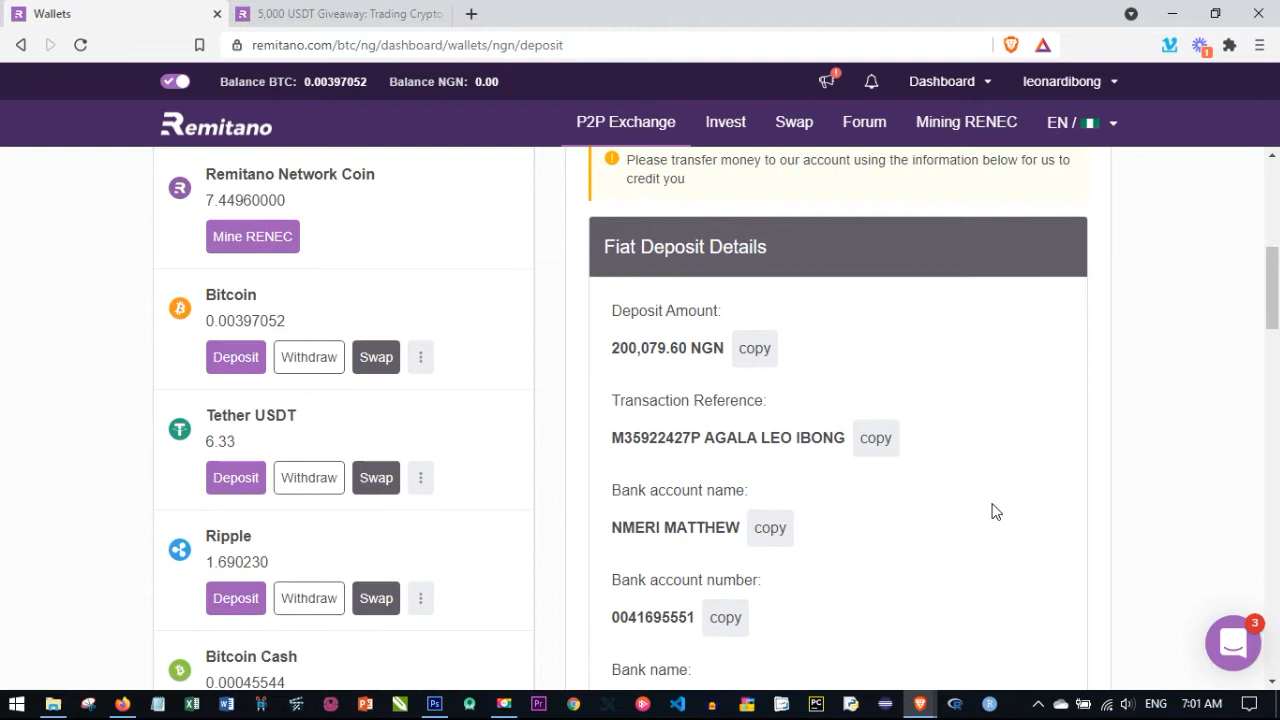 Wallets
5,000 USDT Giveaway: Trading Crypto
remitano.com/btc/ng/dashboard/wallets/ngn/deposit
1
Balance BTC: 0.00397052
Balance NGN: 0.00
Dashboard
leonardibong
Remitano
P2P Exchange
Invest
Swap
Forum
Mining RENEC
EN /
Remitano Network Coin
7.44960000
Mine RENEC
Bitcoin
0.00397052
Deposit
Withdraw
Swap
Tether USDT
6.33
Deposit
Withdraw
Swap
Ripple
1.690230
Deposit
Withdraw
Swap
Bitcoin Cash
0.00045544
Please transfer money to our account using the information below for us to
credit you
Fiat Deposit Details
Deposit Amount:
200,079.60 NGN copy
Transaction Reference:
M35922427P AGALA LEO IBONG copy
Bank account name:
NMERI MATTHEW copy
Bank account number:
0041695551 copy
Bank name:
3
ENG
7:01 AM